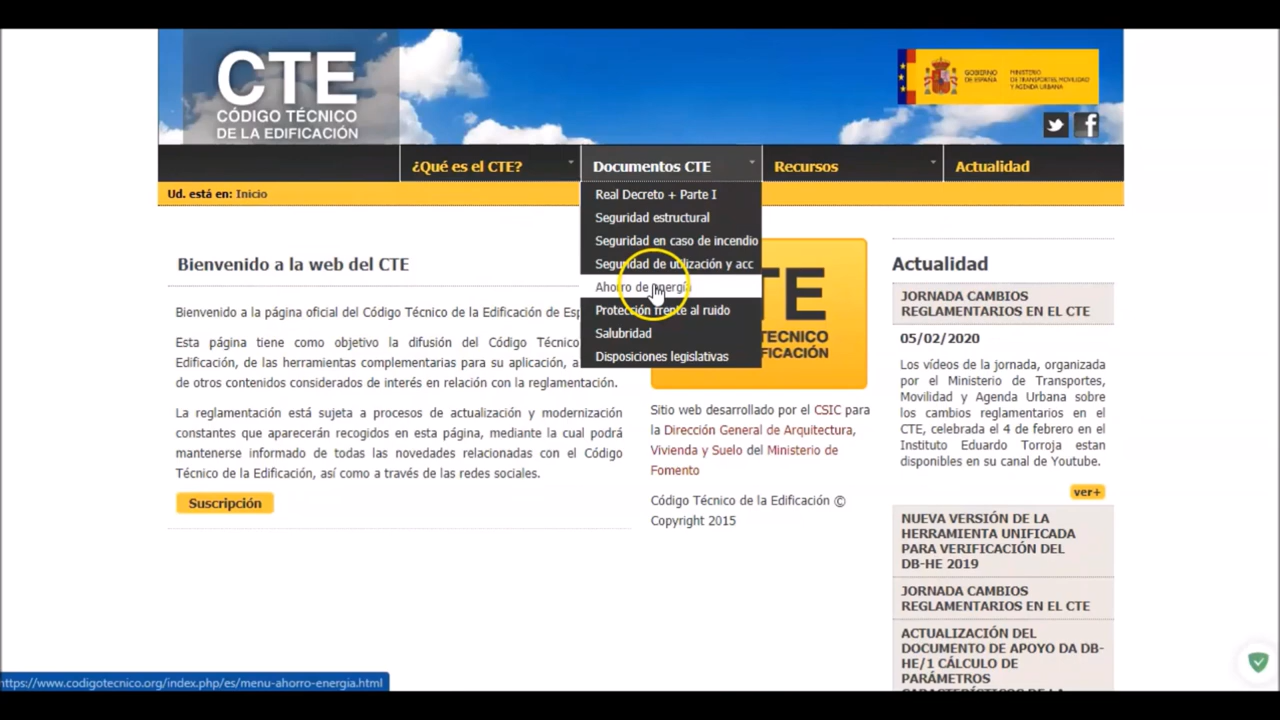 CTE
CÓDIGO TÉCNICO
DE LA EDIFICACIÓN
GOBIERNO
DE ESPAÑA
MINISTERIO
DE TRANSPORTES, MOVILIDAD
Y AGENDA URBANA
¿Qué es el CTE?
Documentos CTE
Recursos
Actualidad
Ud. está en: Inicio
Real Decreto + Parte I
Seguridad estructural
Seguridad en caso de incendio
Seguridad de utilización y acc
Ahorro de energía
Protección frente al ruido
Salubridad
Disposiciones legislativas
Bienvenido a la web del CTE
Bienvenido a la página oficial del Código Técnico de la Edificación de Esp
Esta página tiene como objetivo la difusión del Código Técnico
Edificación, de las herramientas complementarias para su aplicación, a
de otros contenidos considerados de interés en relación con la reglamentación.
La reglamentación está sujeta a procesos de actualización y modernización
constantes que aparecerán recogidos en esta página, mediante la cual podrá
mantenerse informado de todas las novedades relacionadas con el Código
Técnico de la Edificación, así como a través de las redes sociales.
Suscripción
TE
ECNICO
IFICACIÓN
Sitio web desarrollado por el CSIC para
la Dirección General de Arquitectura,
Vivienda y Suelo del Ministerio de
Fomento
Código Técnico de la Edificación ©
Copyright 2015
Actualidad
JORNADA CAMBIOS
REGLAMENTARIOS EN EL CTE
05/02/2020
Los vídeos de la jornada, organizada
por el Ministerio de Transportes,
Movilidad y Agenda Urbana sobre
los cambios reglamentarios en el
CTE, celebrada el 4 de febrero en el
Instituto Eduardo Torroja estan
disponibles en su canal de Youtube.
ver+
NUEVA VERSIÓN DE LA
HERRAMIENTA UNIFICADA
PARA VERIFICACIÓN DEL
DB-HE 2019
JORNADA CAMBIOS
REGLAMENTARIOS EN EL CTE
ACTUALIZACIÓN DEL
DOCUMENTO DE APOYO DA DB-
HE/1 CÁLCULO DE
PARÁMETROS
CARACTERÍSTICOS DE LA
https://www.codigotecnico.org/index.php/es/menu-ahorro-energia.html